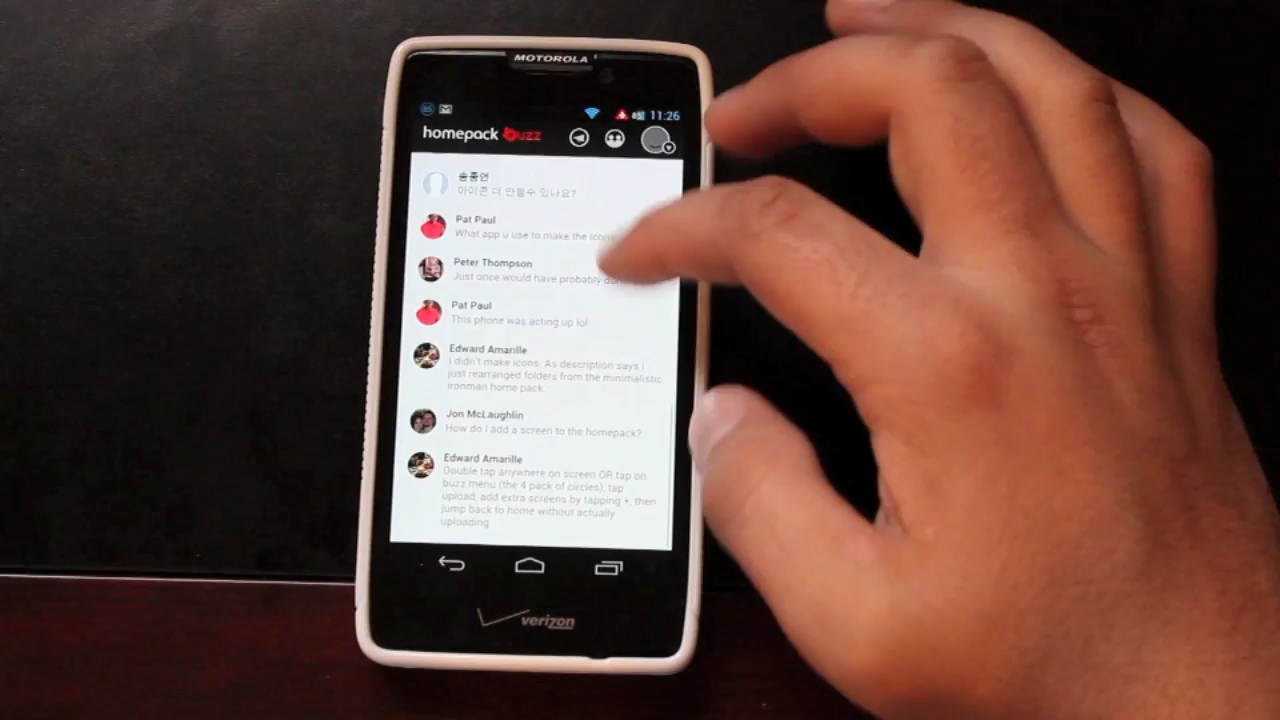 MOTOROLA
11:26
homepack buzz
송종언
아이콘 더 만들수 있나요?
Pat Paul
What app u use to make the
Peter Thompson
Just once would have probably
Pat Paul
This phone was acting up lol
Edward Amarille
I didn't make icons. As description says I
just rearranged folders from the minimalistic
ironman home pack
Jon McLaughlin
How do i add a screen to the homepack?
Edward Amarille
Double tap anywhere on screen OR tap on
buzz menu (the 4 pack of circles), tap
upload, add extra screens by tapping +, then
jump back to home without actually
uploading
verizon